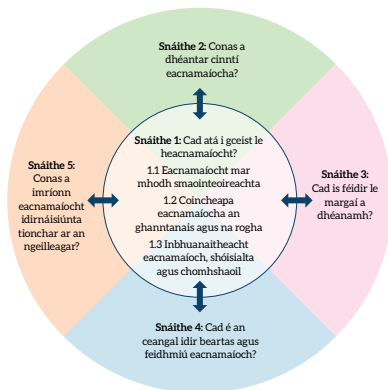 Snáithe 2: Conas a
dhéantar cinntí
eacnamaíocha?
Snáithe 1: Cad atá i gceist le
heacnamaíocht?
1.1 Eacnamaíocht mar
mhodh smaointeoireachta
1.2 Coincheapa
eacnamaíocha an
ghanntanais agus na rogha
1.3 Inbhuanaitheacht
eacnamaíoch, shóisialta
agus chomhshaoil
Snáithe 5:
Conas a
imríonn
eacnamaíocht
idirnáisiúnta
tionchar ar an
ngeilleagar?
Snáithe 3:
Cad is féidir le
margaí a
dhéanamh?
Snáithe 4: Cad é an
ceangal idir beartas agus
feidhmiú eacnamaíoch?